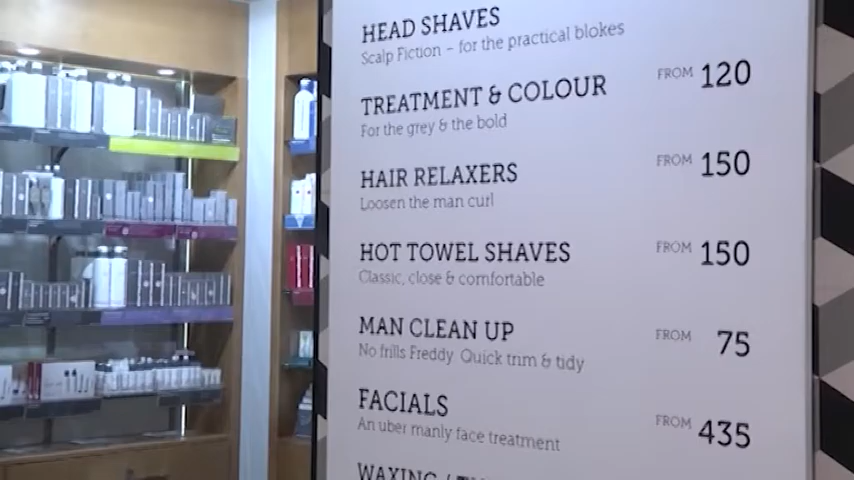 HEAD SHAVES
Scalp Fiction – for the practical blokes
TREATMENT & COLOUR FROM 120
For the grey & the bold
HAIR RELAXERS FROM 150
Loosen the man curl
HOT TOWEL SHAVES FROM 150
Classic, close & comfortable
MAN CLEAN UP FROM 75
No frills Freddy Quick trim & tidy
FACIALS FROM 435
An uber manly face treatment
WAXING /